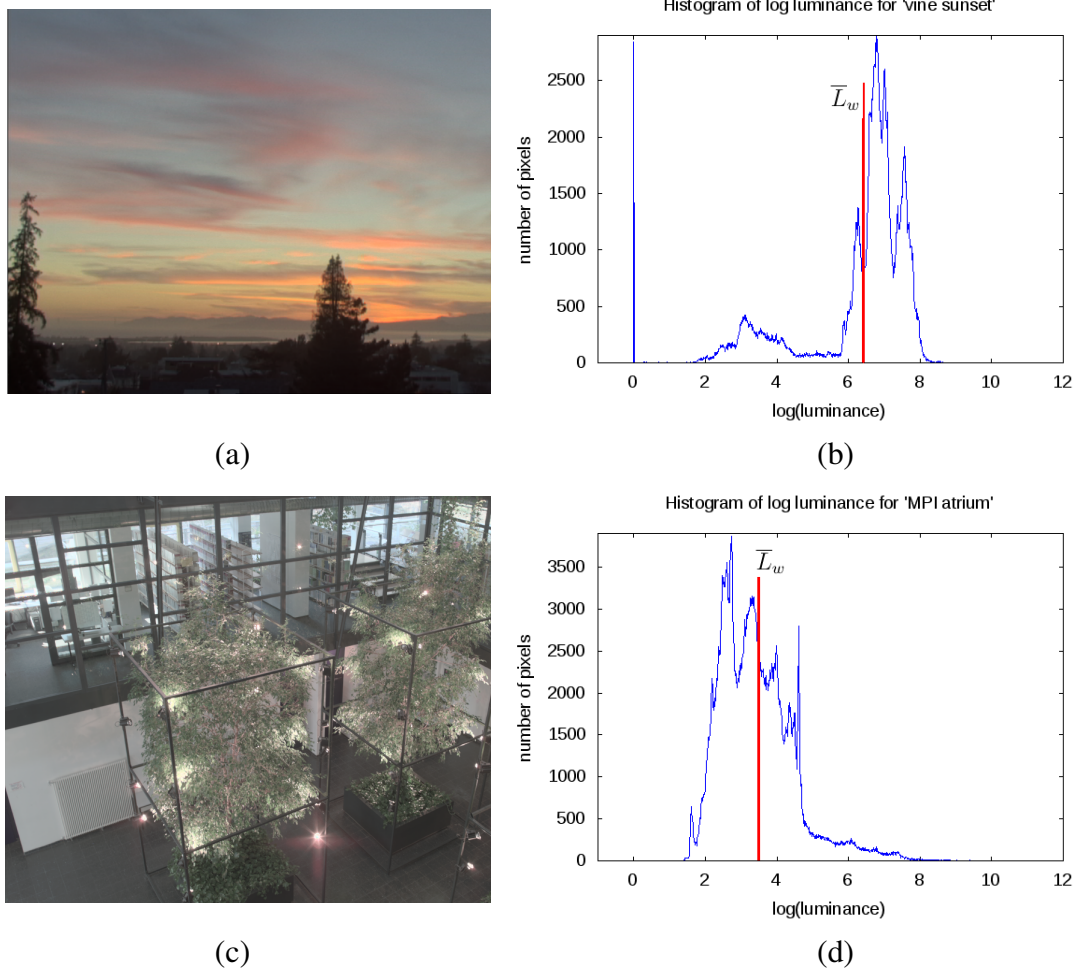 Histogram of log luminance for 'vine sunset'
number of pixels
2500
2000
1500
1000
500
0
L̅w
0 2 4 6 8 10 12
log(luminance)
(a) (b)
Histogram of log luminance for 'MPI atrium'
number of pixels
3500
3000
2500
2000
1500
1000
500
0
L̅w
0 2 4 6 8 10 12
log(luminance)
(c) (d)